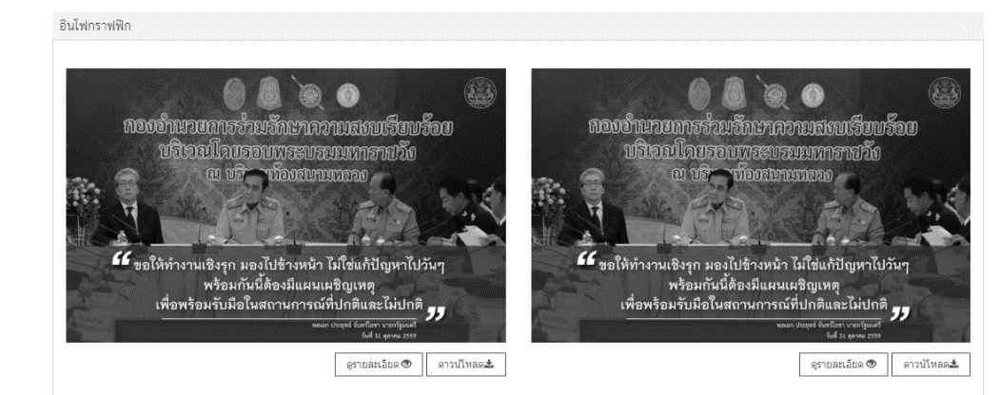 อินโฟกราฟฟิก
กองอำนวยการร่วมรักษาความสงบเรียบร้อย
บริเวณโดยรอบพระบรมมหาราชวัง
ณ บริ ท้องสนามหลวง
“ ขอให้ทำงานเชิงรุก มองไปข้างหน้า ไม่ใช่แก้ปัญหาไปวันๆ
พร้อมกันนี้ต้องมีแผนเผชิญเหตุ
เพื่อพร้อมรับมือในสถานการณ์ที่ปกติและไม่ปกติ ”
พลเอก ประยุทธ์ จันทร์โอชา นายกรัฐมนตรี
วันที่ 31 ตุลาคม 2559
ดูรายละเอียด
ดาวน์โหลด
กองอำนวยการร่วมรักษาความสงบเรียบร้อย
บริเวณโดยรอบพระบรมมหาราชวัง
ณ บริ ท้องสนามหลวง
“ ขอให้ทำงานเชิงรุก มองไปข้างหน้า ไม่ใช่แก้ปัญหาไปวันๆ
พร้อมกันนี้ต้องมีแผนเผชิญเหตุ
เพื่อพร้อมรับมือในสถานการณ์ที่ปกติและไม่ปกติ ”
พลเอก ประยุทธ์ จันทร์โอชา นายกรัฐมนตรี
วันที่ 31 ตุลาคม 2559
ดูรายละเอียด
ดาวน์โหลด